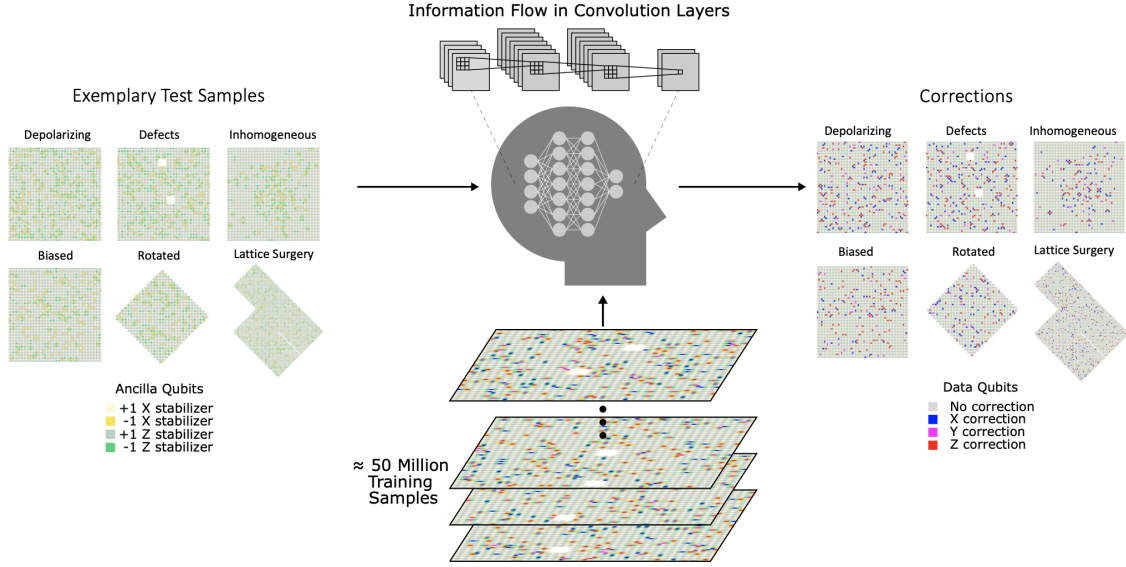 Information Flow in Convolution Layers
Exemplary Test Samples
Depolarizing
Defects
Inhomogeneous
Biased
Rotated
Lattice Surgery
Ancilla Qubits
+1 X stabilizer
-1 X stabilizer
+1 Z stabilizer
-1 Z stabilizer
≈ 50 Million
Training
Samples
Corrections
Depolarizing
Defects
Inhomogeneous
Biased
Rotated
Lattice Surgery
Data Qubits
No correction
X correction
Y correction
Z correction